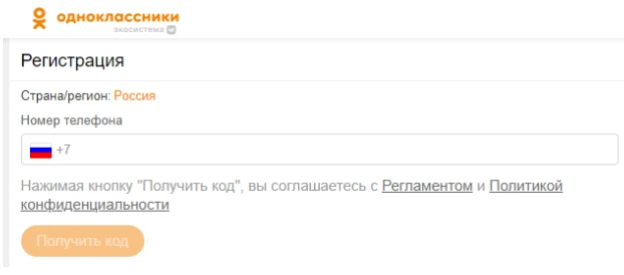 одноклассники
экосистема
Регистрация
Страна/регион: Россия
Номер телефона
+7
Нажимая кнопку "Получить код", вы соглашаетесь с Регламентом и Политикой
конфиденциальности
Получить код